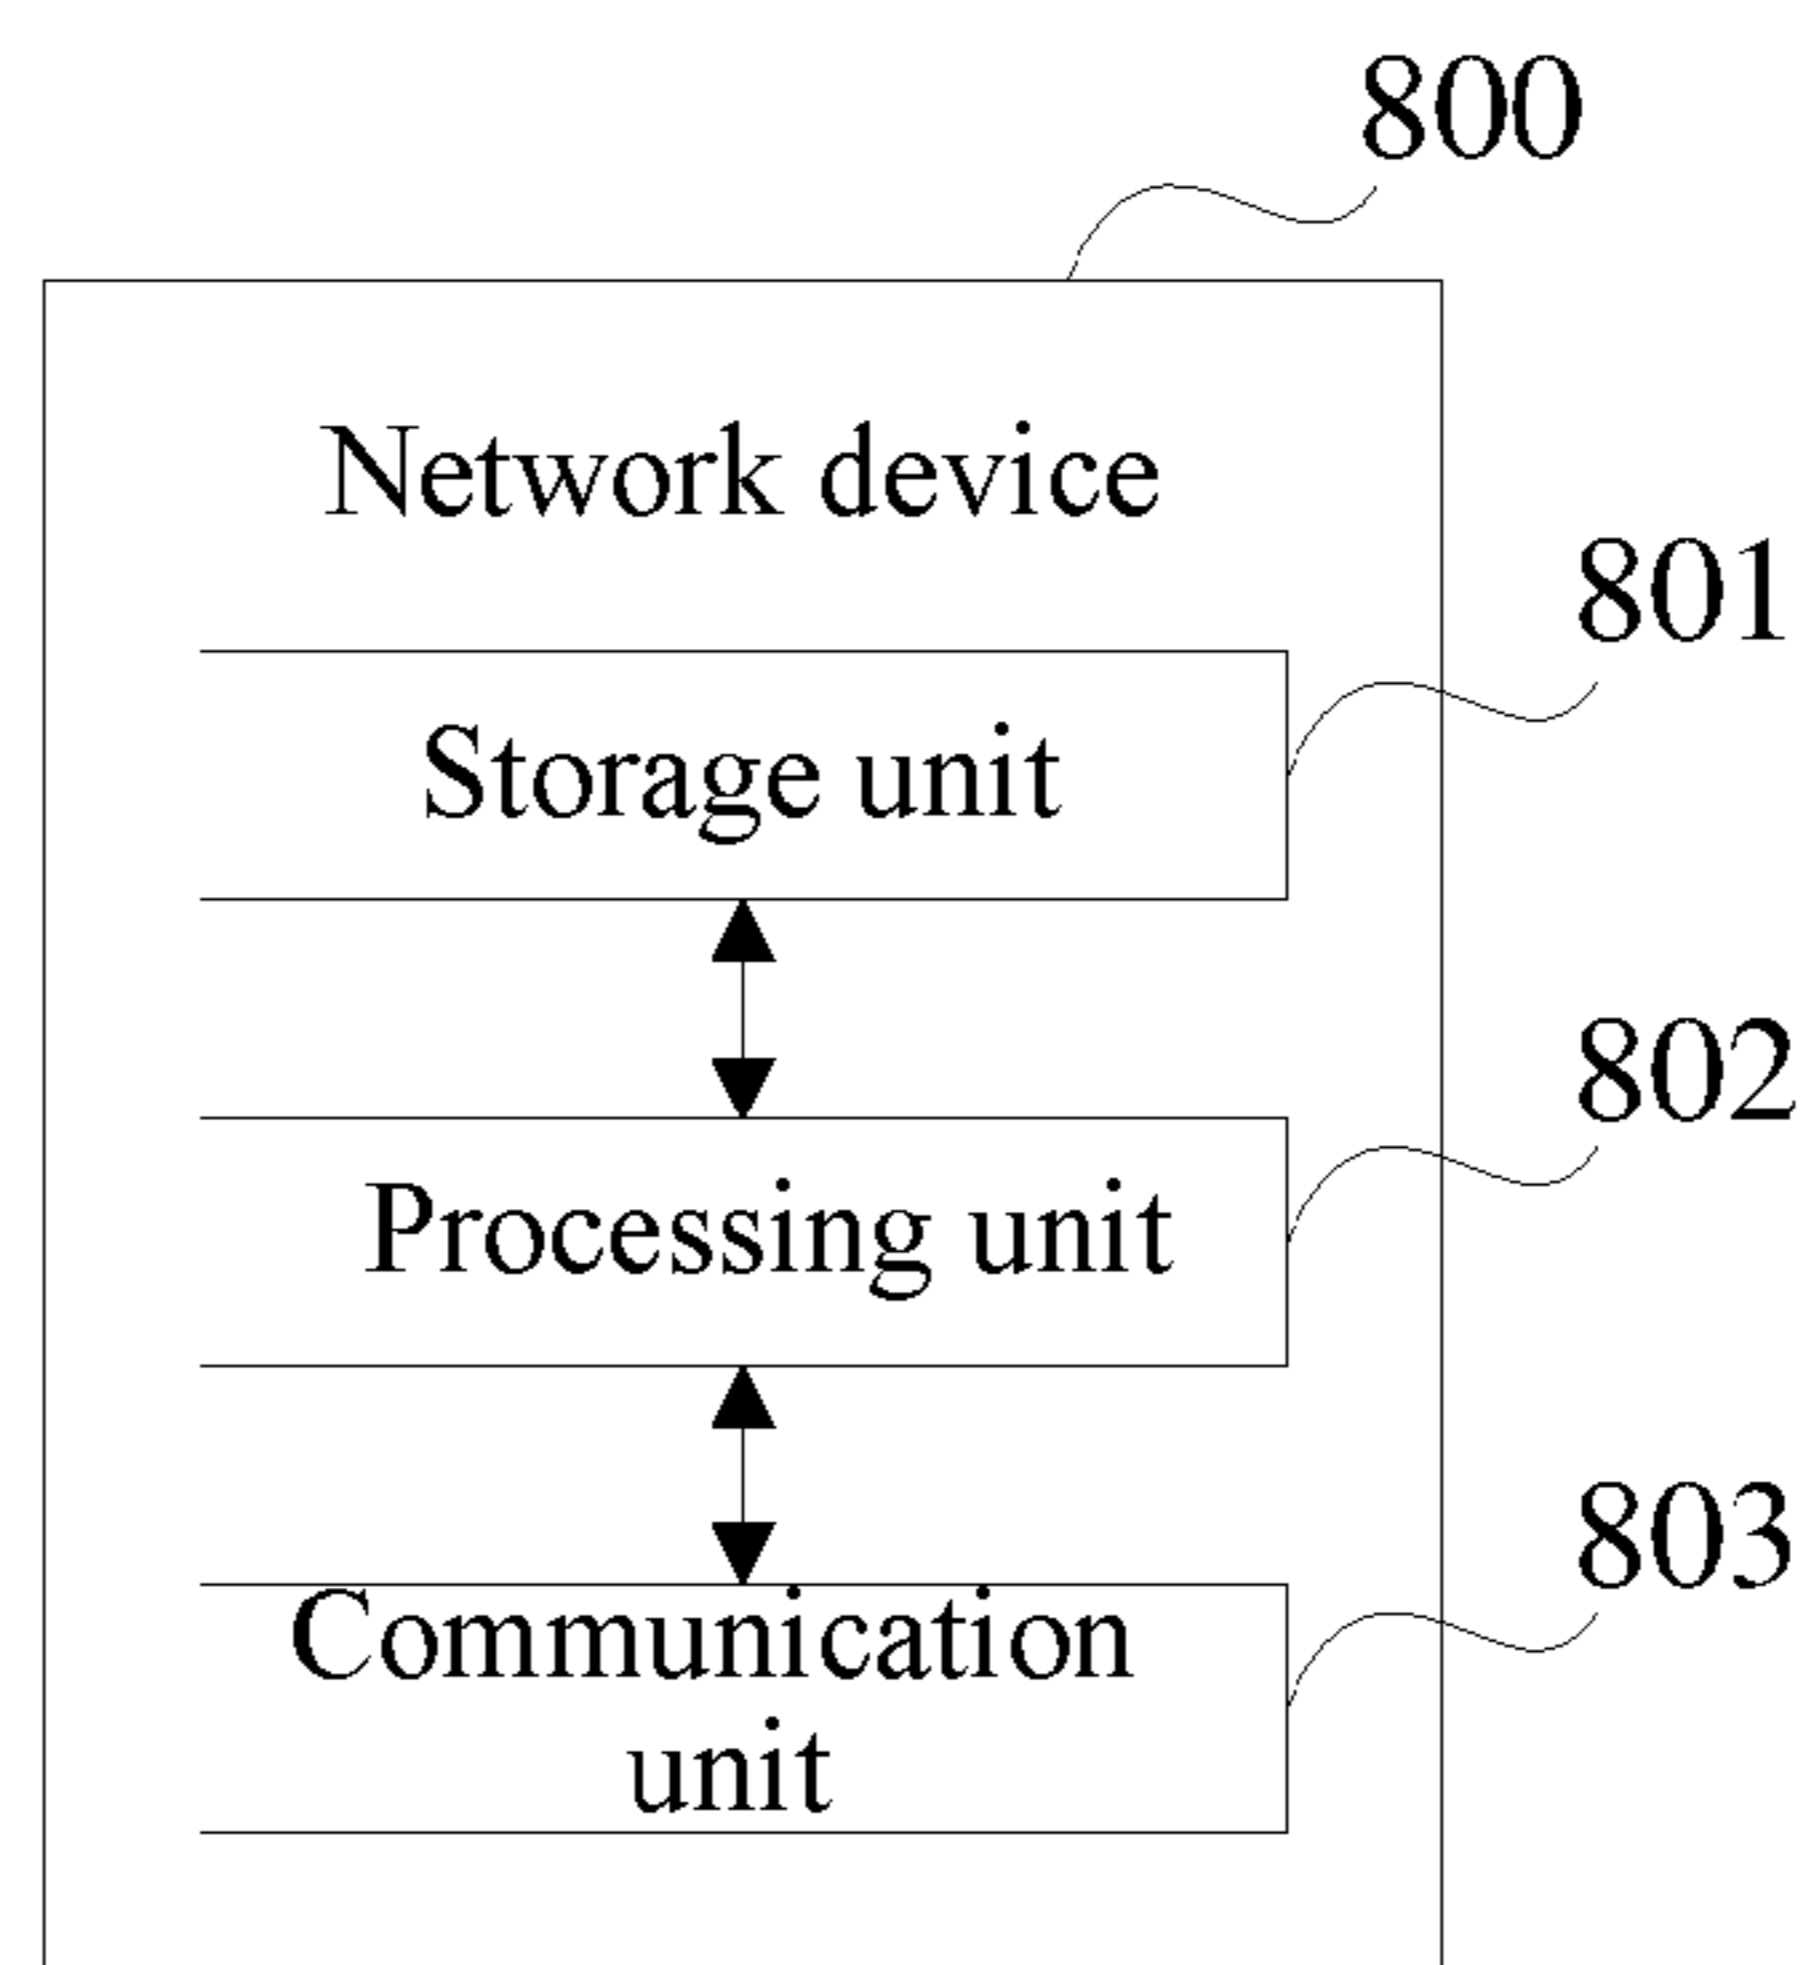 800
Network device
801
Storage unit
802
Processing unit
803
Communication
unit